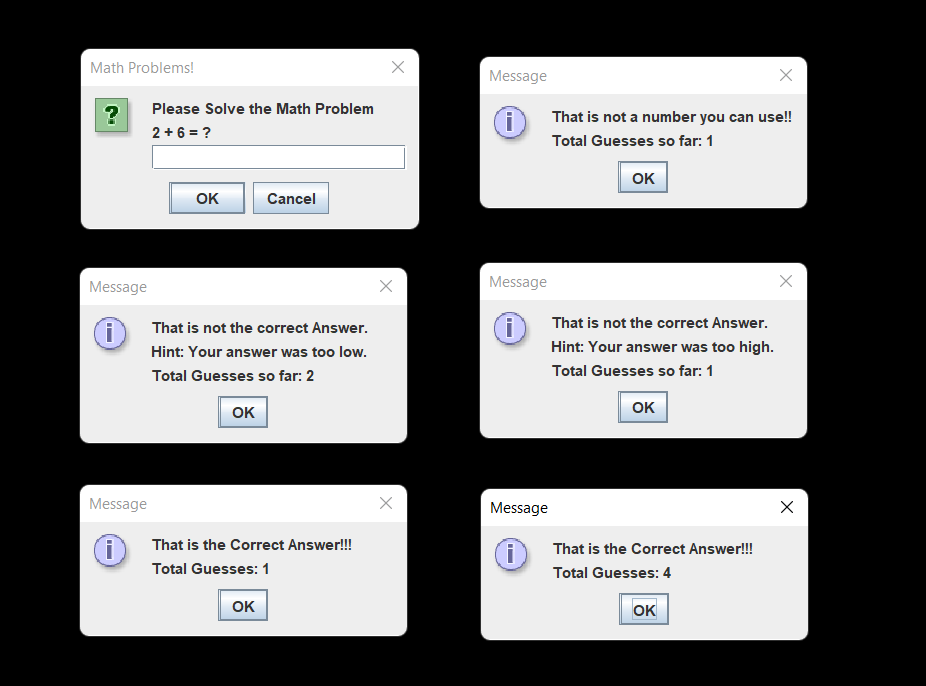 Math Problems!
?
Please Solve the Math Problem
2 + 6 = ?
OK
Cancel
Message
i
That is not a number you can use!!
Total Guesses so far: 1
OK
Message
i
That is not the correct Answer.
Hint: Your answer was too low.
Total Guesses so far: 2
OK
Message
i
That is not the correct Answer.
Hint: Your answer was too high.
Total Guesses so far: 1
OK
Message
i
That is the Correct Answer!!!
Total Guesses: 1
OK
Message
i
That is the Correct Answer!!!
Total Guesses: 4
OK